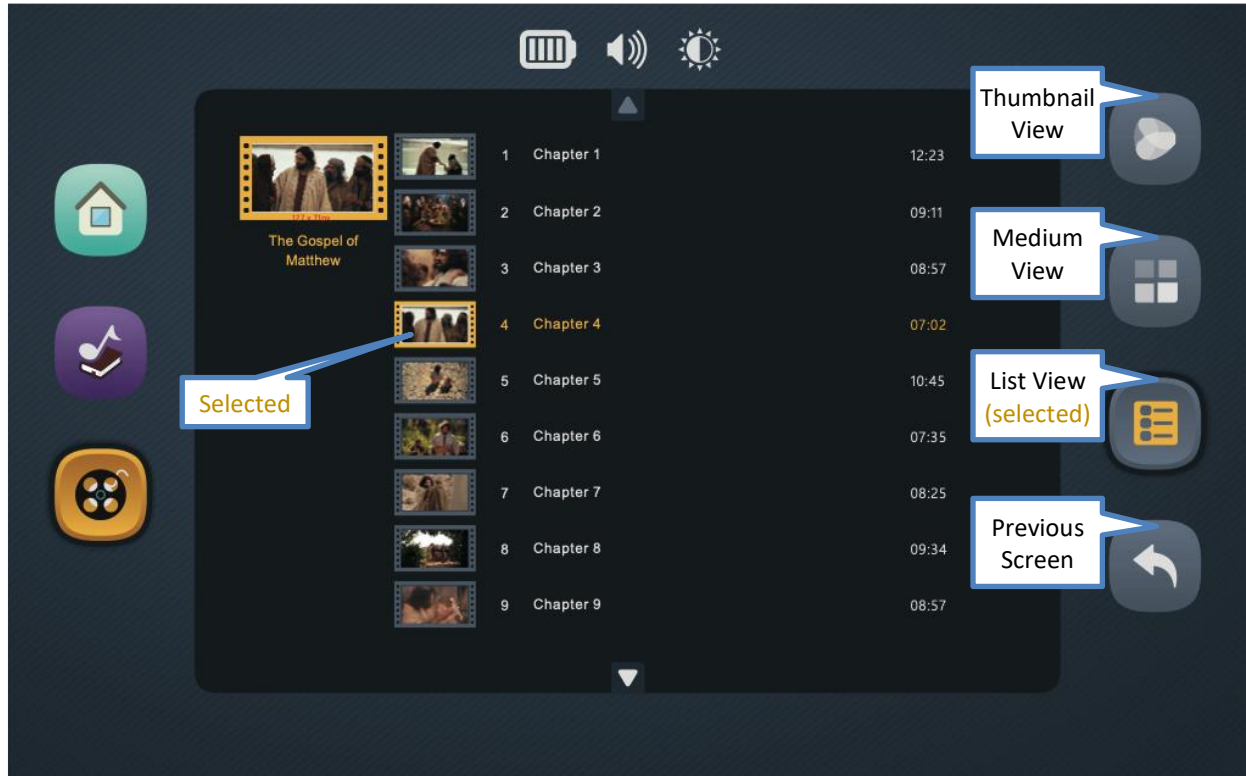 Thumbnail
View
1 Chapter 1 12:23
2 Chapter 2 09:11
127 x 71px
The Gospel of
Matthew
Medium
View
3 Chapter 3 08:57
4 Chapter 4 07:02
Selected
5 Chapter 5 10:45
List View
(selected)
6 Chapter 6 07:35
7 Chapter 7 08:25
8 Chapter 8 09:34
Previous
Screen
9 Chapter 9 08:57